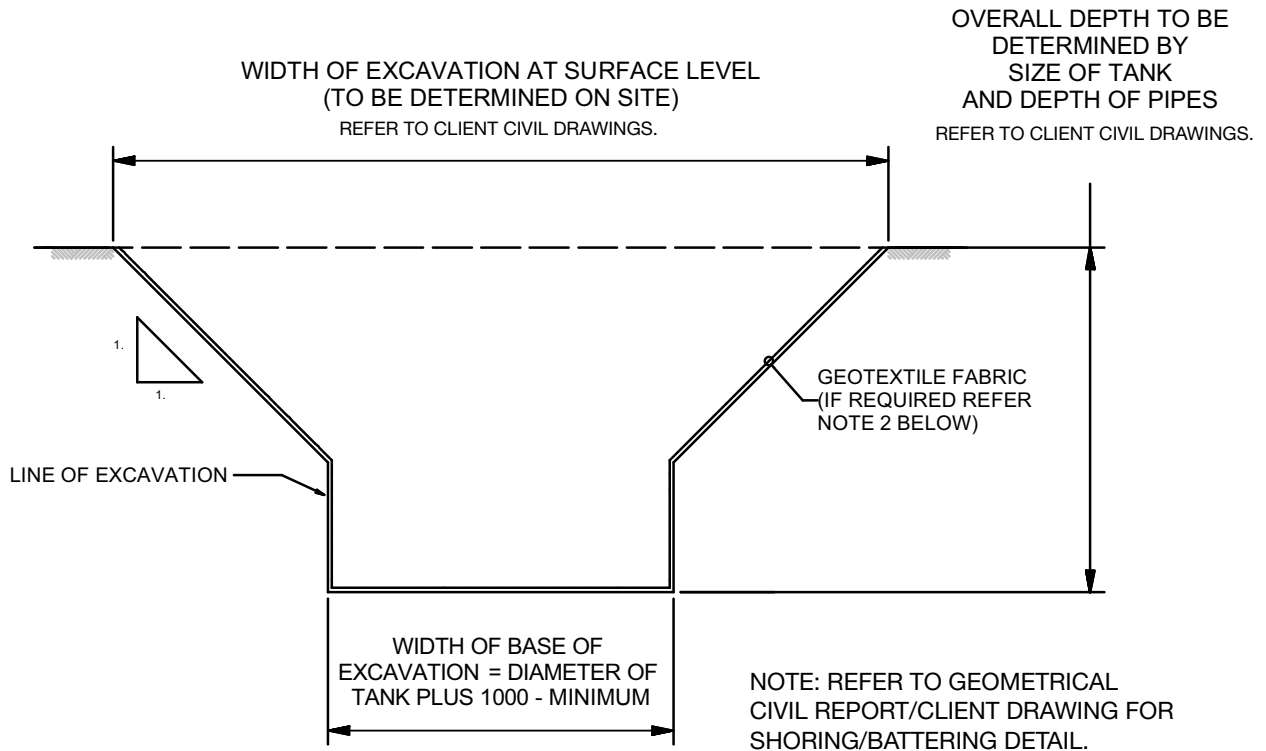 OVERALL DEPTH TO BE
DETERMINED BY
SIZE OF TANK
AND DEPTH OF PIPES
REFER TO CLIENT CIVIL DRAWINGS.
WIDTH OF EXCAVATION AT SURFACE LEVEL
(TO BE DETERMINED ON SITE)
REFER TO CLIENT CIVIL DRAWINGS.
1.
1.
GEOTEXTILE FABRIC
(IF REQUIRED REFER
NOTE 2 BELOW)
LINE OF EXCAVATION
WIDTH OF BASE OF
EXCAVATION = DIAMETER OF
TANK PLUS 1000 - MINIMUM
NOTE: REFER TO GEOMETRICAL
CIVIL REPORT/CLIENT DRAWING FOR
SHORING/BATTERING DETAIL.